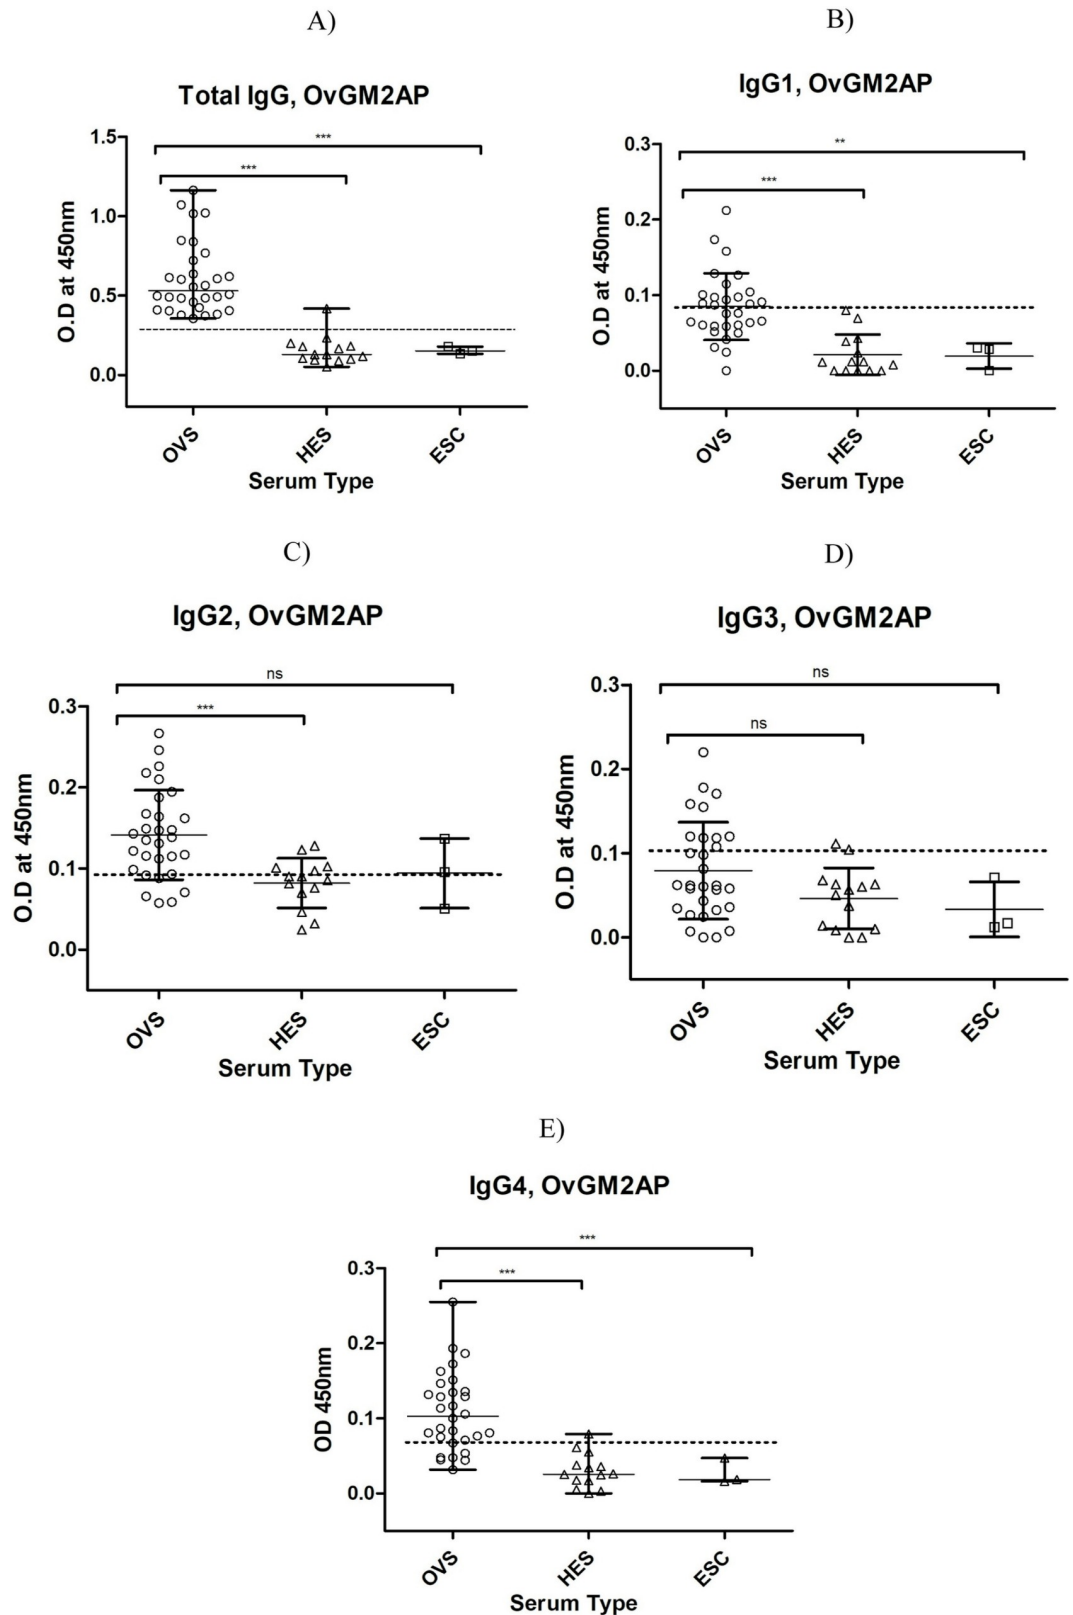 A)
Total IgG, OvGM2AP
***
***
1.5
1.0
0.5
0.0
O.D at 450nm
OVS
HES
ESC
Serum Type
B)
IgG1, OvGM2AP
**
***
0.3
0.2
0.1
0.0
O.D at 450nm
OVS
HES
ESC
Serum Type
C)
IgG2, OvGM2AP
ns
***
0.3
0.2
0.1
0.0
O.D at 450nm
OVS
HES
ESC
Serum Type
D)
IgG3, OvGM2AP
ns
ns
0.3
0.2
0.1
0.0
O.D at 450nm
OVS
HES
ESC
Serum Type
E)
IgG4, OvGM2AP
***
***
0.3
0.2
0.1
0.0
OD 450nm
OVS
HES
ESC
Serum Type